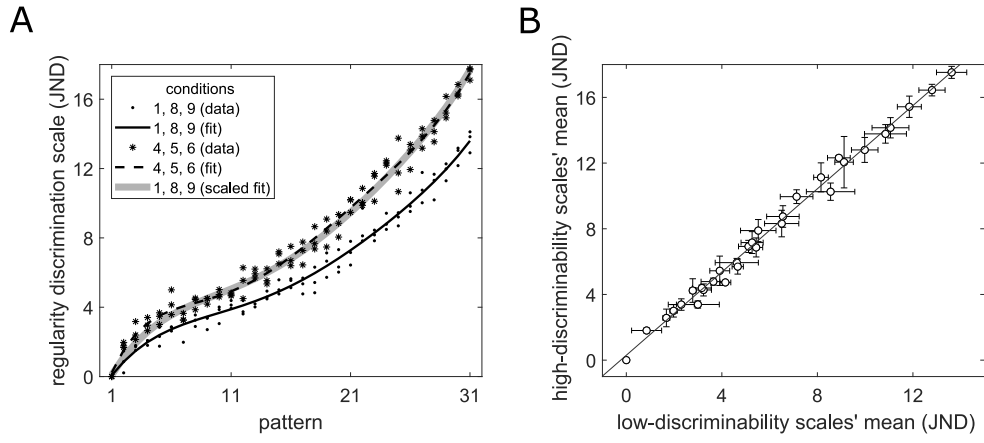 A
regularity discrimination scale (JND)
16
12
8
4
0
conditions
1, 8, 9 (data)
1, 8, 9 (fit)
4, 5, 6 (data)
4, 5, 6 (fit)
1, 8, 9 (scaled fit)
1
11
21
31
pattern
B
high-discriminability scales' mean (JND)
16
12
8
4
0
0
4
8
12
low-discriminability scales' mean (JND)